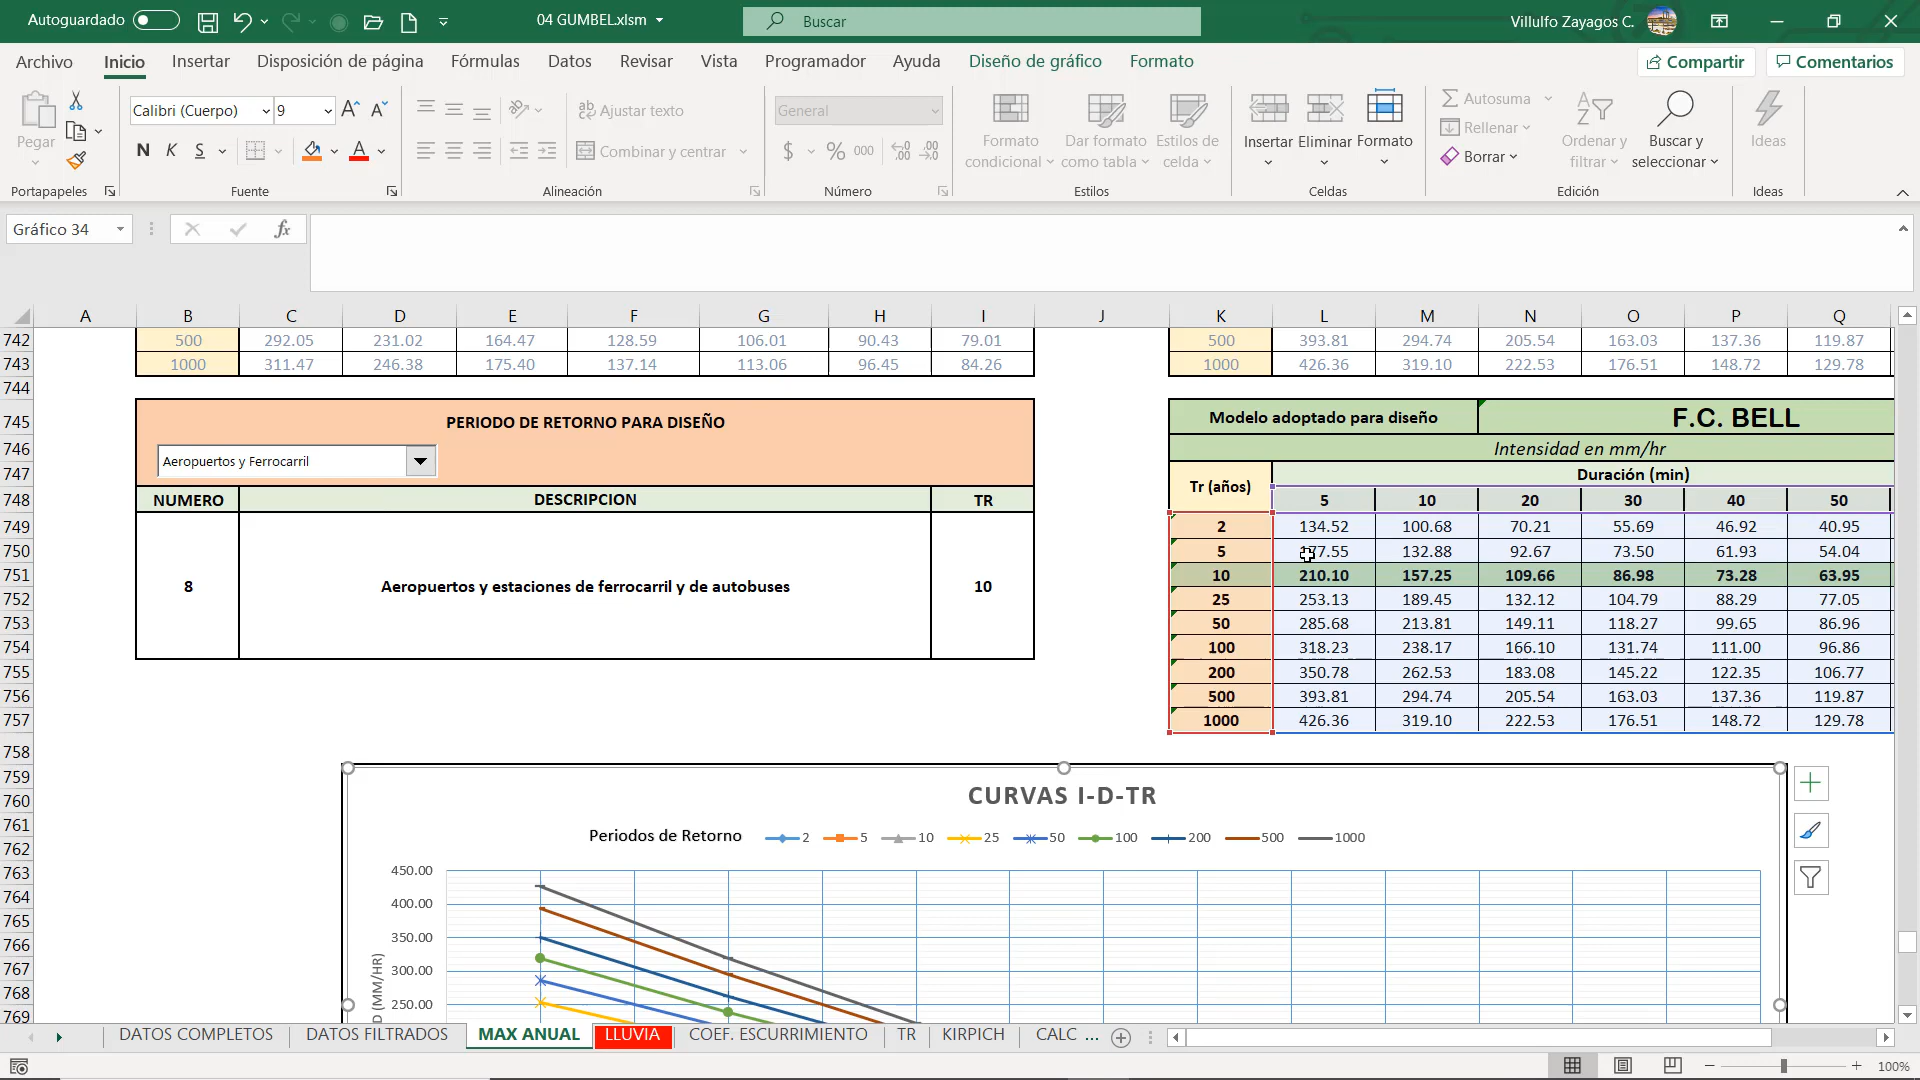 Autoguardado
04 GUMBEL.xlsm
Buscar
Villulfo Zayagos C.
Archivo Inicio Insertar Disposición de página Fórmulas Datos Revisar Vista Programador Ayuda Diseño de gráfico Formato
Compartir Comentarios
Pegar
Calibri (Cuerpo) 9
N K S
Ajustar texto
Combinar y centrar
General
$ % 000
Formato condicional
Dar formato como tabla
Estilos de celda
Insertar Eliminar Formato
Autosuma
Rellenar
Borrar
Ordenar y filtrar
Buscar y seleccionar
Ideas
Portapapeles Fuente Alineación Número Estilos Celdas Edición Ideas
Gráfico 34 fx
A B C D E F G H I J K L M N O P Q
742 500 292.05 231.02 164.47 128.59 106.01 90.43 79.01 500 393.81 294.74 205.54 163.03 137.36 119.87
743 1000 311.47 246.38 175.40 137.14 113.06 96.45 84.26 1000 426.36 319.10 222.53 176.51 148.72 129.78
744
745 PERIODO DE RETORNO PARA DISEÑO Modelo adoptado para diseño F.C. BELL
746 Aeropuertos y Ferrocarril Intensidad en mm/hr
747 Tr (años) Duración (min)
748 NUMERO DESCRIPCION TR 5 10 20 30 40 50
749 2 134.52 100.68 70.21 55.69 46.92 40.95
750 5 177.55 132.88 92.67 73.50 61.93 54.04
751 10 210.10 157.25 109.66 86.98 73.28 63.95
8 Aeropuertos y estaciones de ferrocarril y de autobuses 10
752 25 253.13 189.45 132.12 104.79 88.29 77.05
753 50 285.68 213.81 149.11 118.27 99.65 86.96
754 100 318.23 238.17 166.10 131.74 111.00 96.86
755 200 350.78 262.53 183.08 145.22 122.35 106.77
756 500 393.81 294.74 205.54 163.03 137.36 119.87
757 1000 426.36 319.10 222.53 176.51 148.72 129.78
758
759
760 CURVAS I-D-TR
761
762 Periodos de Retorno 2 5 10 25 50 100 200 500 1000
763 450.00
764 400.00
765
766 350.00
767 300.00
768 250.00
769
D (MM/HR)
DATOS COMPLETOS DATOS FILTRADOS MAX ANUAL LLUVIA COEF. ESCURRIMIENTO TR KIRPICH CALC ...
100%